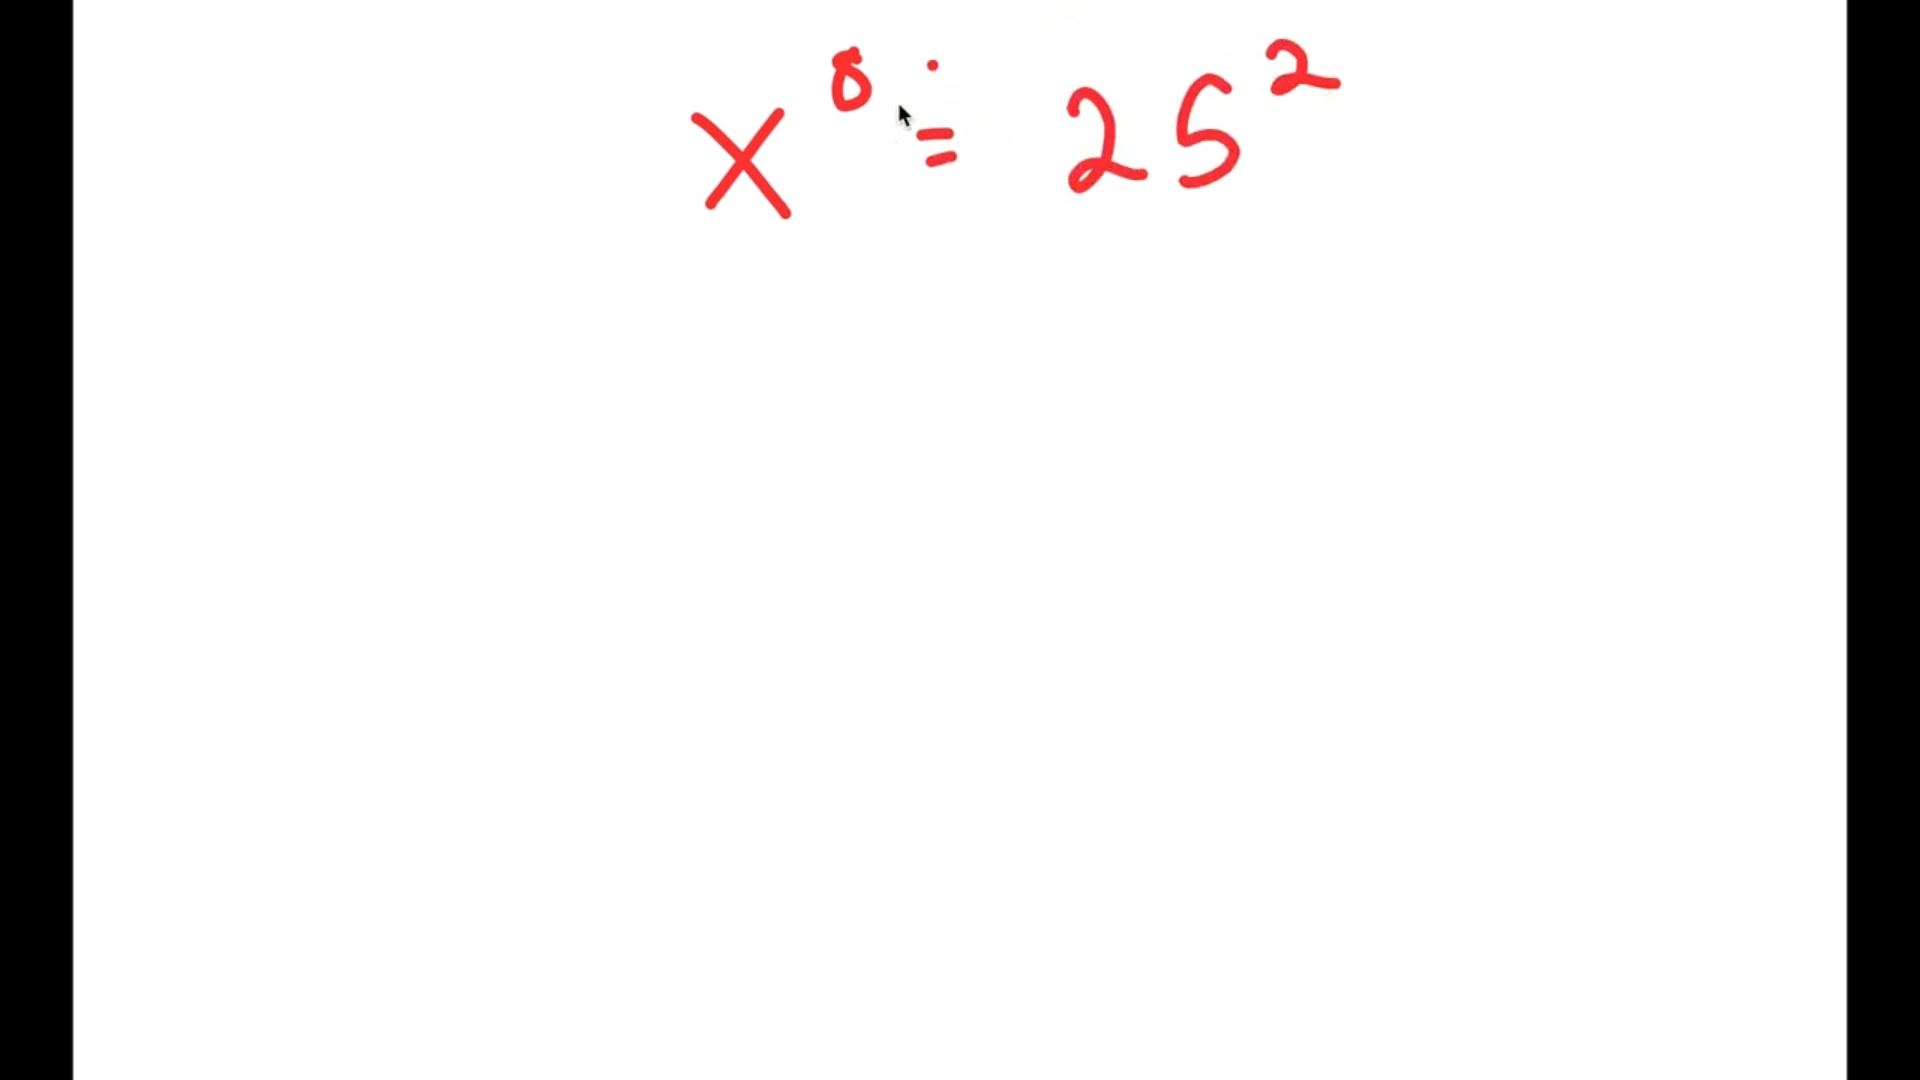 x⁸ = 25²